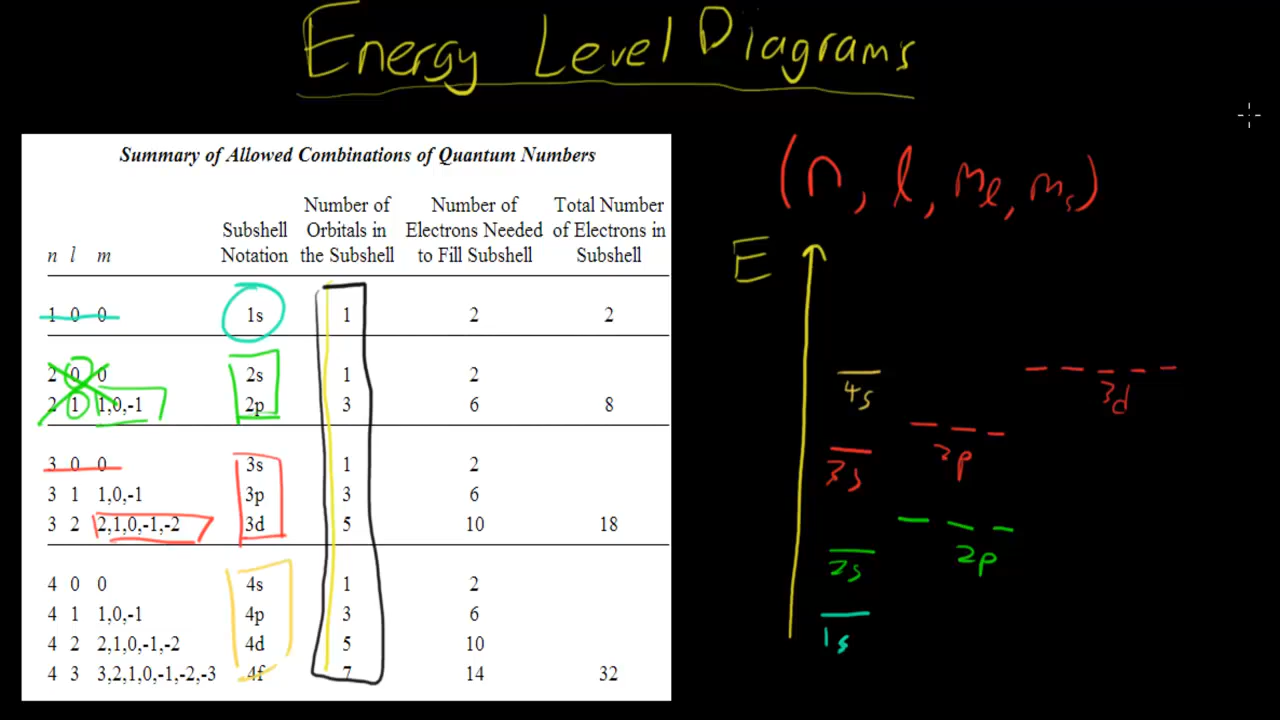 Energy Level Diagrams
Summary of Allowed Combinations of Quantum Numbers
n l m Subshell Notation Number of Orbitals in the Subshell Number of Electrons Needed to Fill Subshell Total Number of Electrons in Subshell
1 0 0 1s 1 2 2
2 0 0 2s 1 2
2 1 1,0,-1 2p 3 6 8
3 0 0 3s 1 2
3 1 1,0,-1 3p 3 6
3 2 2,1,0,-1,-2 3d 5 10 18
4 0 0 4s 1 2
4 1 1,0,-1 4p 3 6
4 2 2,1,0,-1,-2 4d 5 10
4 3 3,2,1,0,-1,-2,-3 4f 7 14 32
(n, l, ml, ms)
E
4s 3d
3s 3p
2s 2p
1s